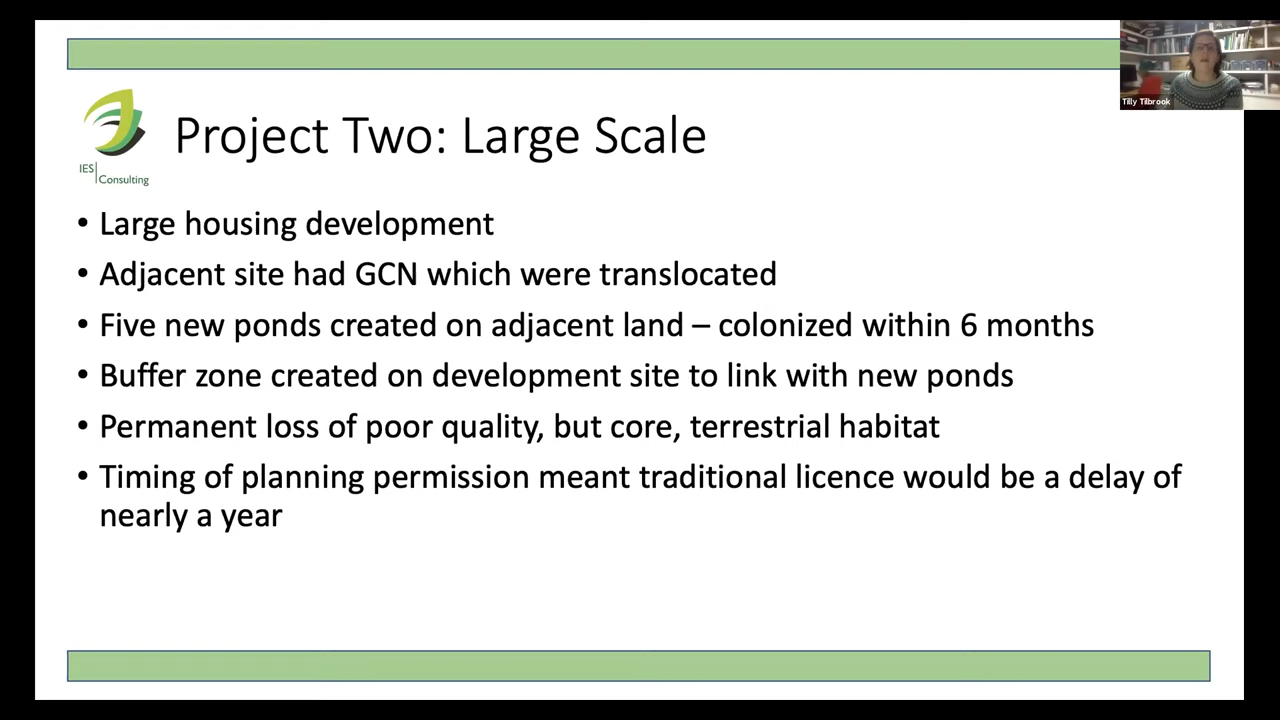 Tilly Tilbrook
Project Two: Large Scale
IES
Consulting
• Large housing development
• Adjacent site had GCN which were translocated
• Five new ponds created on adjacent land – colonized within 6 months
• Buffer zone created on development site to link with new ponds
• Permanent loss of poor quality, but core, terrestrial habitat
• Timing of planning permission meant traditional licence would be a delay of
nearly a year